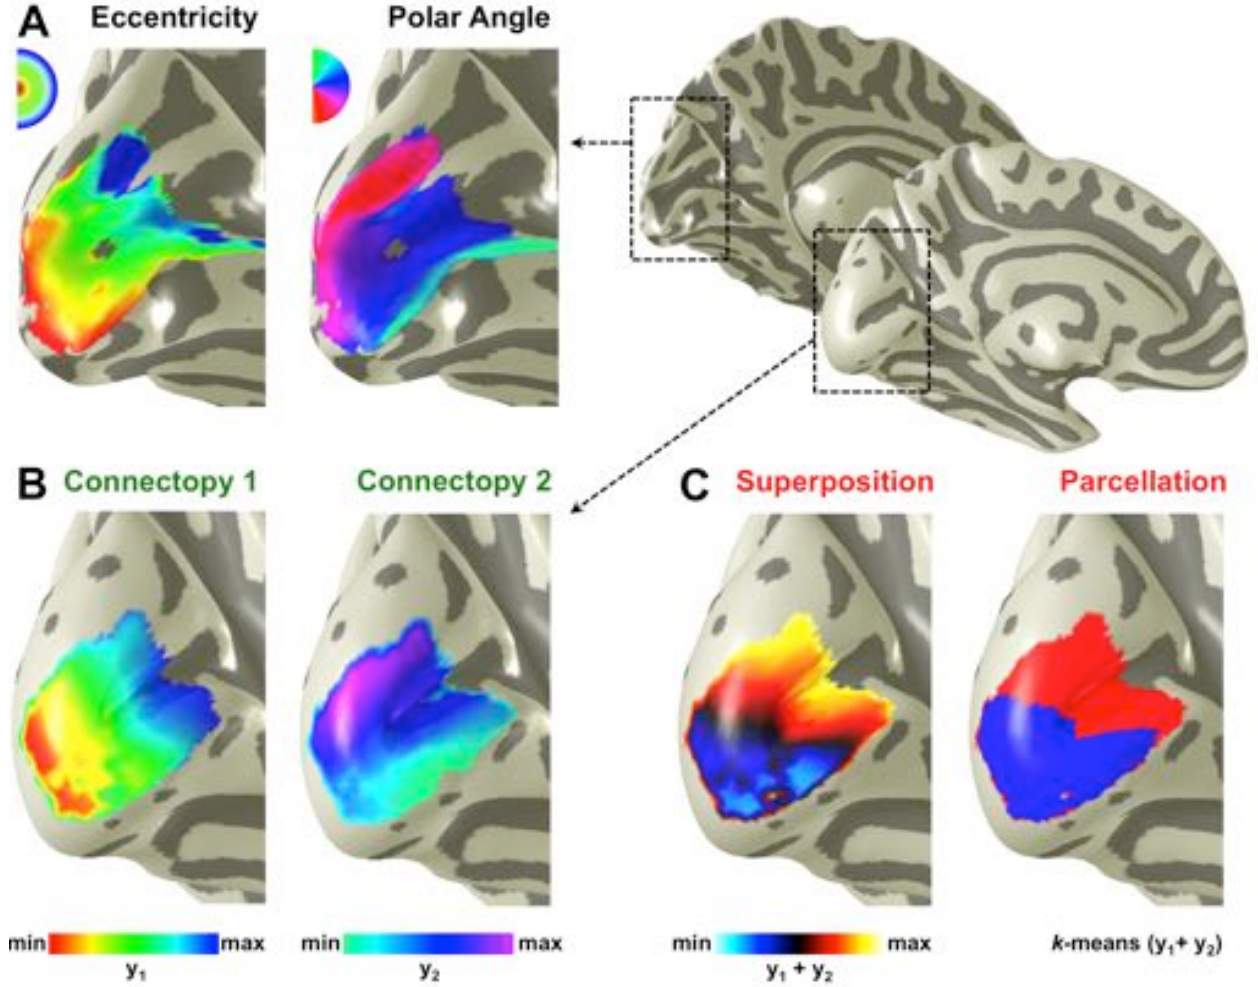 A Eccentricity Polar Angle
B Connectopy 1 Connectopy 2 C Superposition Parcellation
min max min max min max k-means (y₁+ y₂)
y₁ y₂ y₁ + y₂